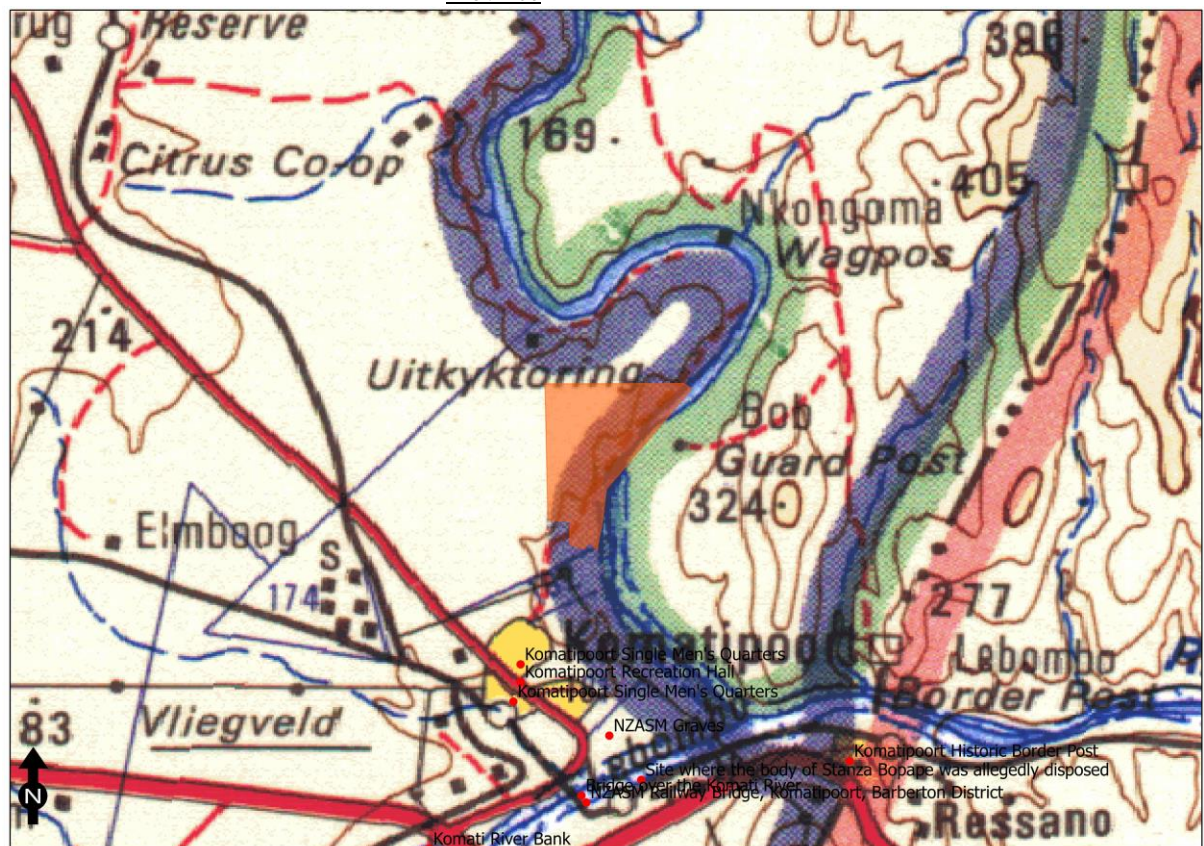 rug
Reserve
396
169
Citrus Co-op
405
Nkongoma
Wagpos
214
Uitkyktoring
Bob
Guard Post
324
Elmboog
S
174
277
Komatipoort
Lebombo
Border Post
Komatipoort Single Men's Quarters
Komatipoort Recreation Hall
Komatipoort Single Men's Quarters
Vliegveld
83
NZASM Graves
Komatipoort Historic Border Post
Site where the body of Stanza Bopape was allegedly disposed
Bridge over the Komati River
NZASM Railway Bridge, Komatipoort, Barberton District
N
Ressano
Komati River Bank